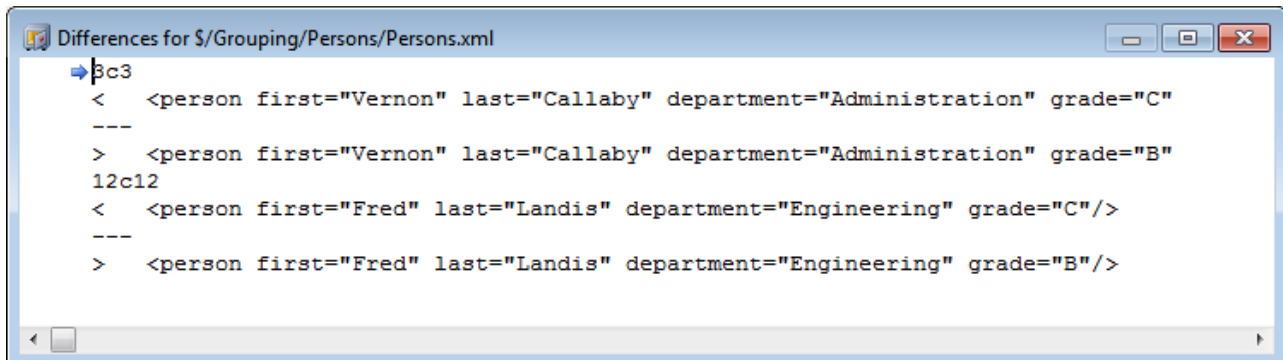 Differences for $/Grouping/Persons/Persons.xml
3c3
<   <person first="Vernon" last="Callaby" department="Administration" grade="C"
---
>   <person first="Vernon" last="Callaby" department="Administration" grade="B"
12c12
<   <person first="Fred" last="Landis" department="Engineering" grade="C"/>
---
>   <person first="Fred" last="Landis" department="Engineering" grade="B"/>